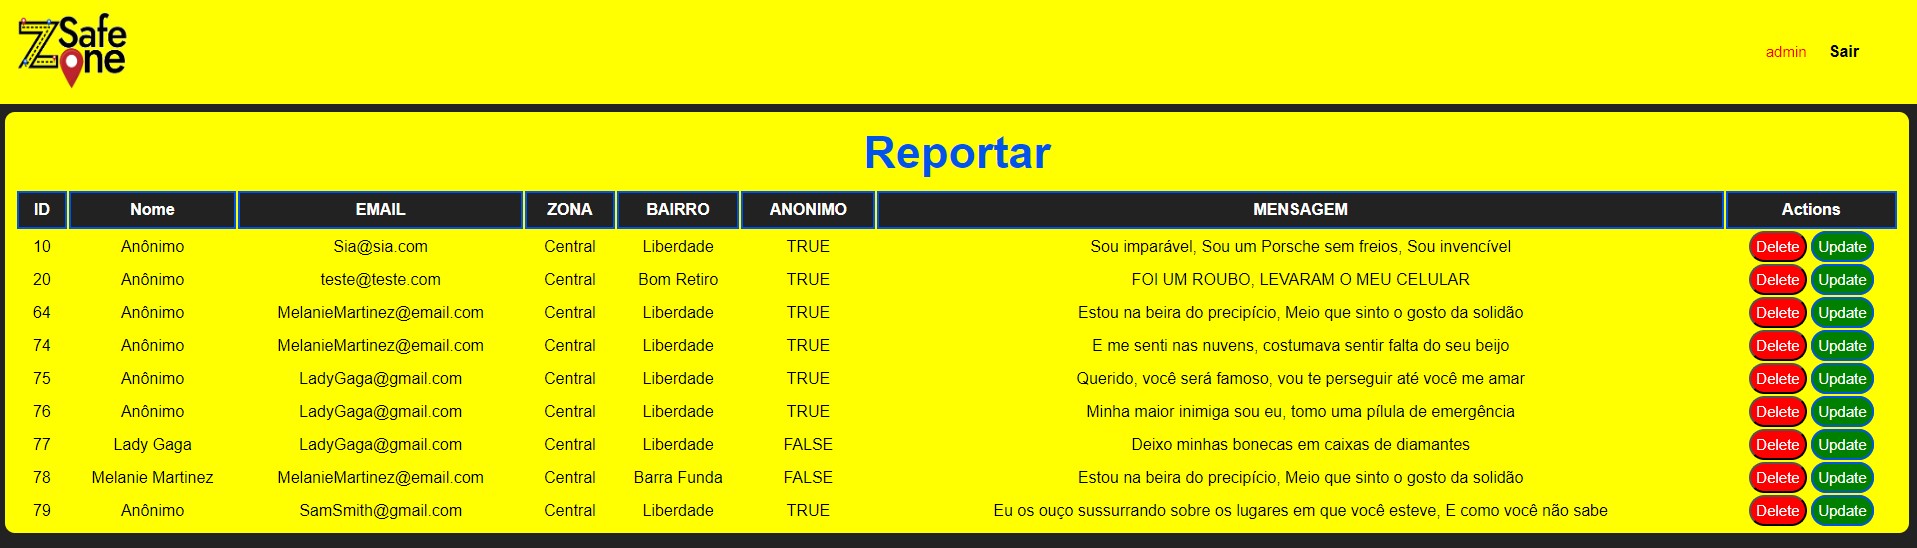 Safe
Zone
admin Sair
Reportar
ID Nome EMAIL ZONA BAIRRO ANONIMO MENSAGEM Actions
10 Anônimo Sia@sia.com Central Liberdade TRUE Sou imparável, Sou um Porsche sem freios, Sou invencível Delete Update
20 Anônimo teste@teste.com Central Bom Retiro TRUE FOI UM ROUBO, LEVARAM O MEU CELULAR Delete Update
64 Anônimo MelanieMartinez@email.com Central Liberdade TRUE Estou na beira do precipício, Meio que sinto o gosto da solidão Delete Update
74 Anônimo MelanieMartinez@email.com Central Liberdade TRUE E me senti nas nuvens, costumava sentir falta do seu beijo Delete Update
75 Anônimo LadyGaga@gmail.com Central Liberdade TRUE Querido, você será famoso, vou te perseguir até você me amar Delete Update
76 Anônimo LadyGaga@gmail.com Central Liberdade TRUE Minha maior inimiga sou eu, tomo uma pílula de emergência Delete Update
77 Lady Gaga LadyGaga@gmail.com Central Liberdade FALSE Deixo minhas bonecas em caixas de diamantes Delete Update
78 Melanie Martinez MelanieMartinez@email.com Central Barra Funda FALSE Estou na beira do precipício, Meio que sinto o gosto da solidão Delete Update
79 Anônimo SamSmith@gmail.com Central Liberdade TRUE Eu os ouço sussurrando sobre os lugares em que você esteve, E como você não sabe Delete Update